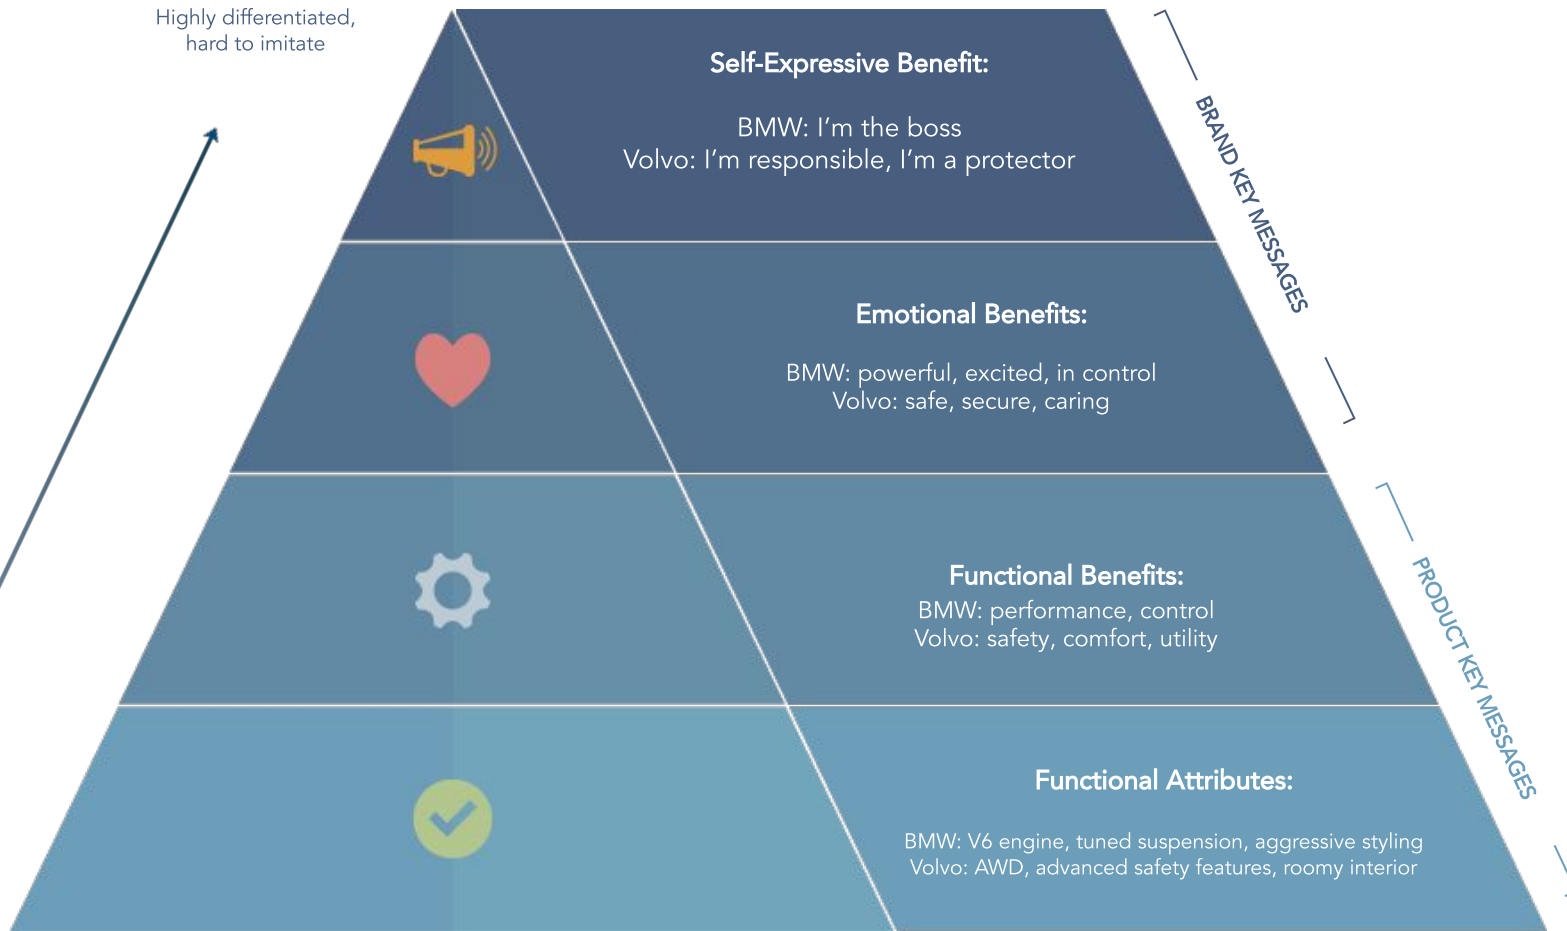 Highly differentiated,
hard to imitate
Self-Expressive Benefit:
BMW: I'm the boss
Volvo: I'm responsible, I'm a protector
BRAND KEY MESSAGES
Emotional Benefits:
BMW: powerful, excited, in control
Volvo: safe, secure, caring
Functional Benefits:
BMW: performance, control
Volvo: safety, comfort, utility
PRODUCT KEY MESSAGES
Functional Attributes:
BMW: V6 engine, tuned suspension, aggressive styling
Volvo: AWD, advanced safety features, roomy interior